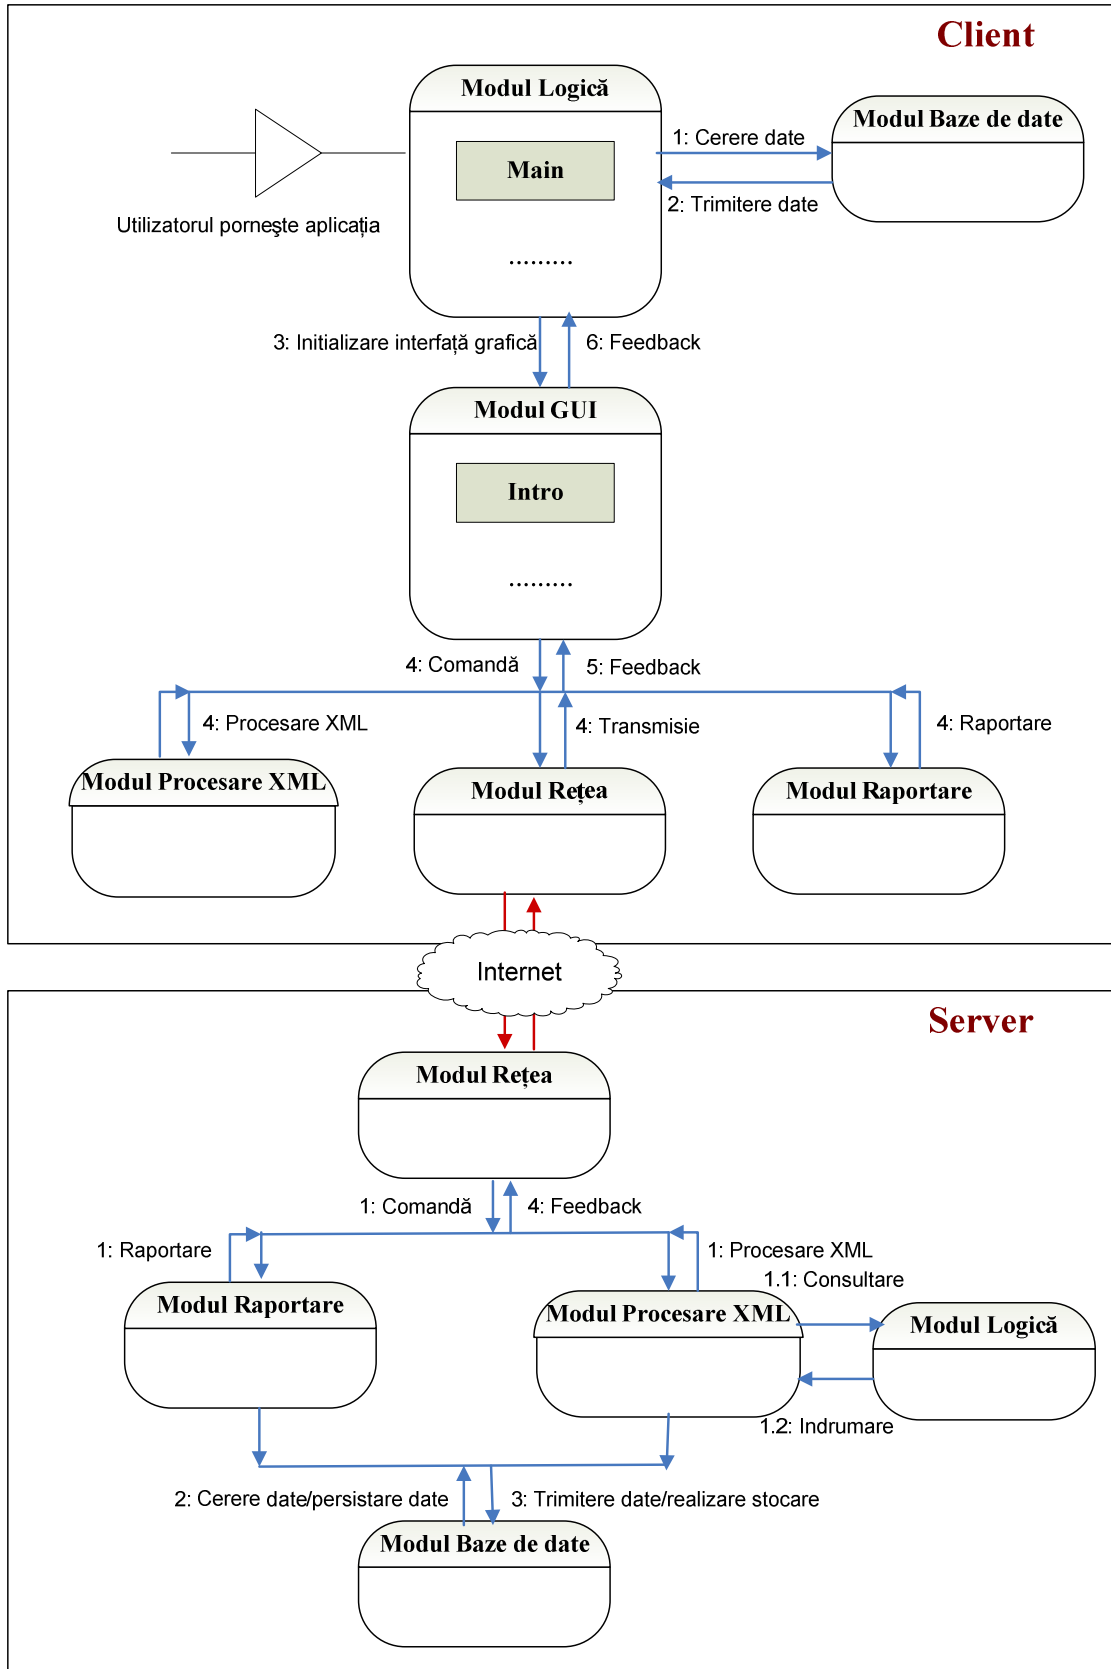 Client
Modul Logică
Modul Baze de date
1: Cerere date
Main
2: Trimitere date
Utilizatorul porneşte aplicația
.........
3: Initializare interfață grafică
6: Feedback
Modul GUI
Intro
.........
4: Comandă
5: Feedback
4: Procesare XML
4: Transmisie
4: Raportare
Modul Procesare XML
Modul Rețea
Modul Raportare
Internet
Server
Modul Rețea
1: Comandă
4: Feedback
1: Raportare
1: Procesare XML
1.1: Consultare
Modul Raportare
Modul Procesare XML
Modul Logică
1.2: Indrumare
2: Cerere date/persistare date
3: Trimitere date/realizare stocare
Modul Baze de date